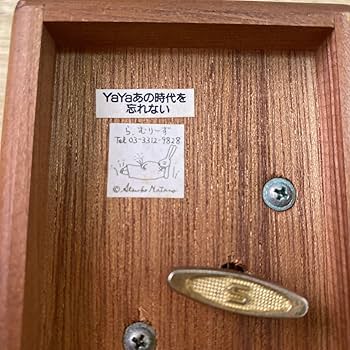 YaYaあの時代を
忘れない
ら、むりーず
Tel 03-3312-9828
© Atsuko Matano
S